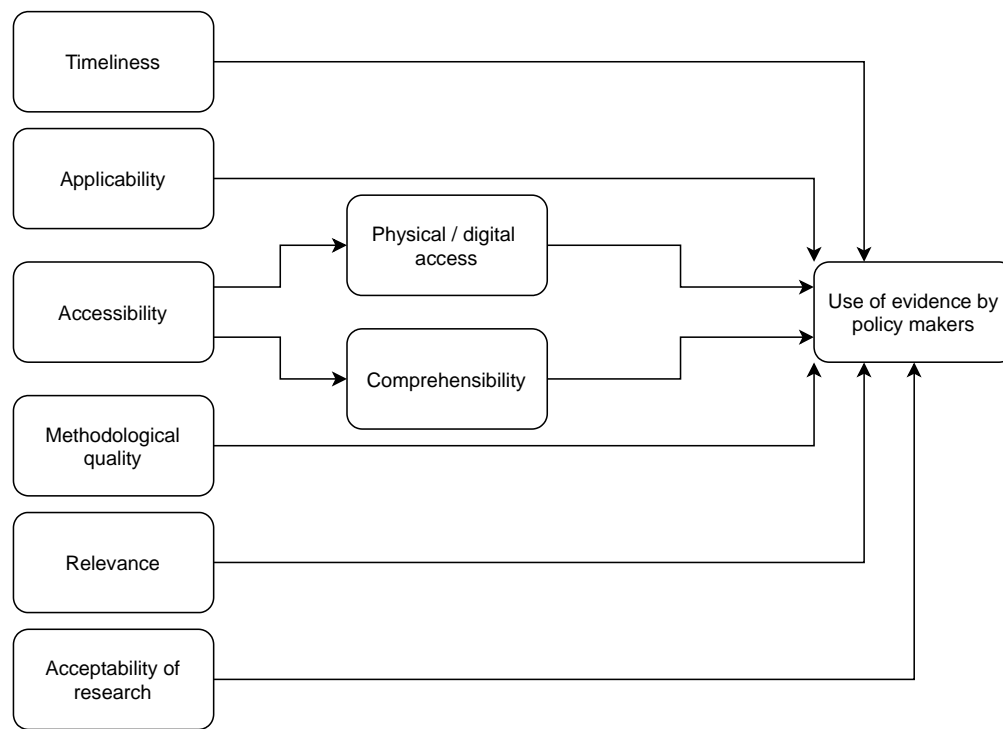 Timeliness
Applicability
Physical / digital
access
Accessibility
Use of evidence by
policy makers
Comprehensibility
Methodological
quality
Relevance
Acceptability of
research